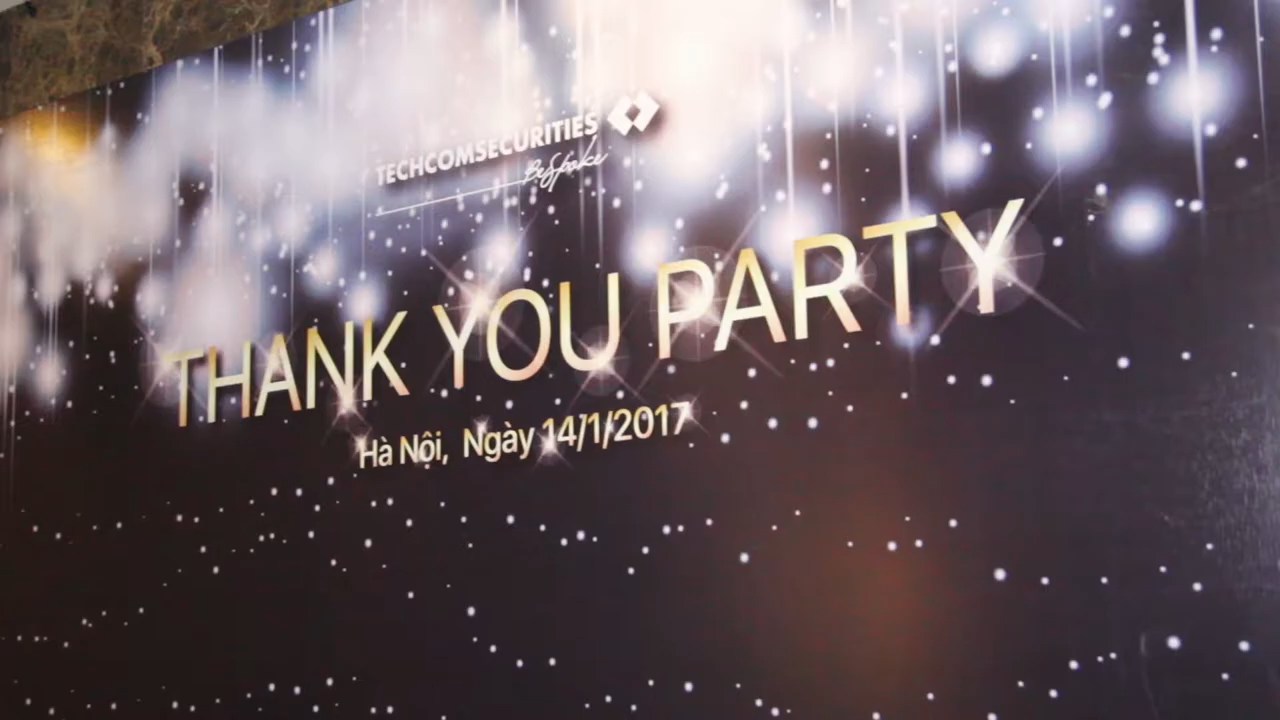 TECHCOMSECURITIES
BeSpoke
THANK YOU PARTY
Hà Nội, Ngày 14/1/2017